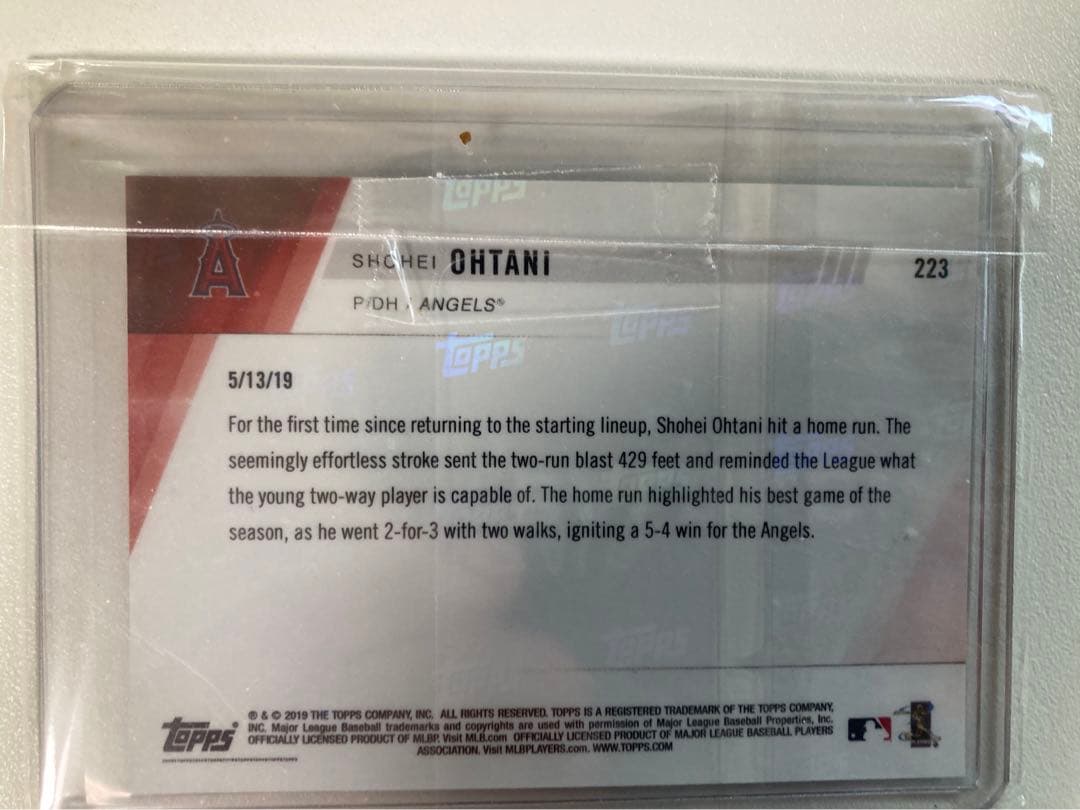 TOPPS
SHOHEI OHTANI
223
P/DH / ANGELS®
TOPPS
TOPPS
5/13/19
For the first time since returning to the starting lineup, Shohei Ohtani hit a home run. The
seemingly effortless stroke sent the two-run blast 429 feet and reminded the League what
the young two-way player is capable of. The home run highlighted his best game of the
season, as he went 2-for-3 with two walks, igniting a 5-4 win for the Angels.
TOPPS
TOPPS
® & © 2019 THE TOPPS COMPANY, INC. ALL RIGHTS RESERVED. TOPPS IS A REGISTERED TRADEMARK OF THE TOPPS COMPANY,
INC. Major League Baseball trademarks and copyrights are used with permission of Major League Baseball Properties, Inc.
OFFICIALLY LICENSED PRODUCT OF MLBP. Visit MLB.com OFFICIALLY LICENSED PRODUCT OF MAJOR LEAGUE BASEBALL PLAYERS
ASSOCIATION. Visit MLBPLAYERS.com. WWW.TOPPS.COM